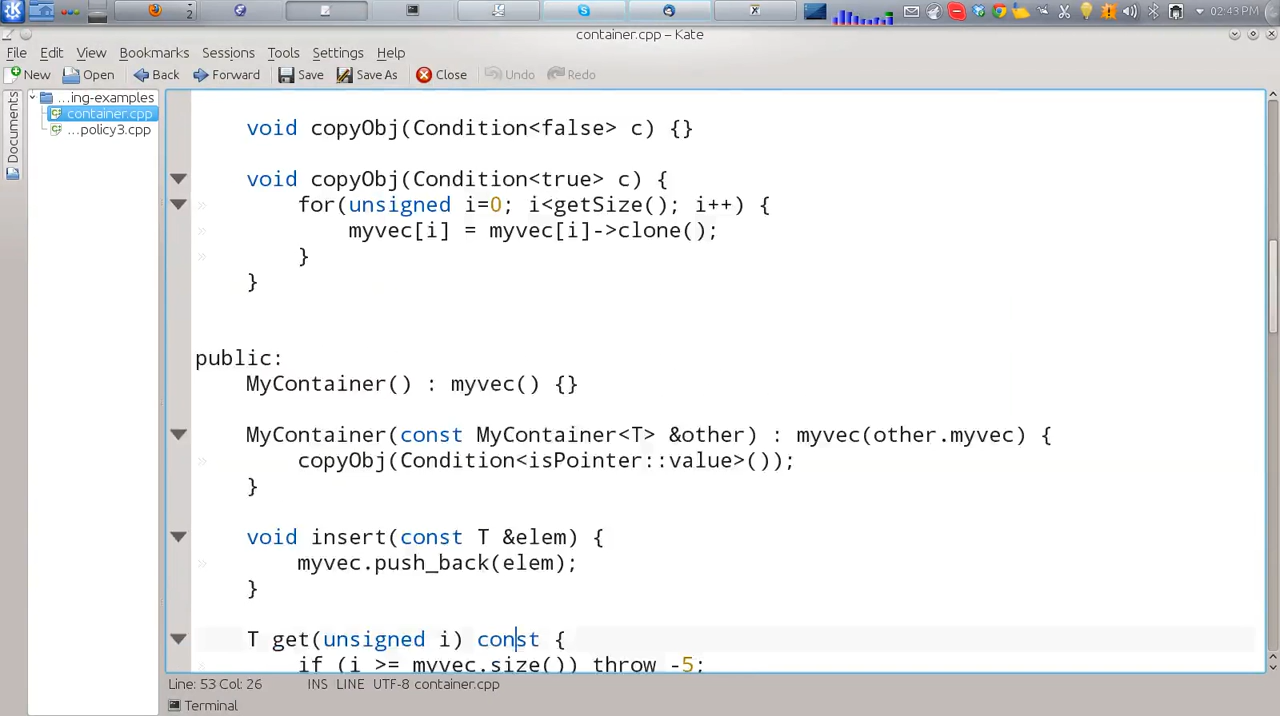 2
02:43 PM
container.cpp – Kate
File Edit View Bookmarks Sessions Tools Settings Help
New Open Back Forward Save Save As Close Undo Redo
Documents
...ing-examples
container.cpp
...policy3.cpp
void copyObj(Condition<false> c) {}
void copyObj(Condition<true> c) {
for(unsigned i=0; i<getSize(); i++) {
myvec[i] = myvec[i]->clone();
}
}
public:
MyContainer() : myvec() {}
MyContainer(const MyContainer<T> &other) : myvec(other.myvec) {
copyObj(Condition<isPointer::value>());
}
void insert(const T &elem) {
myvec.push_back(elem);
}
T get(unsigned i) const {
if (i >= myvec.size()) throw -5;
Line: 53 Col: 26 INS LINE UTF-8 container.cpp
Terminal